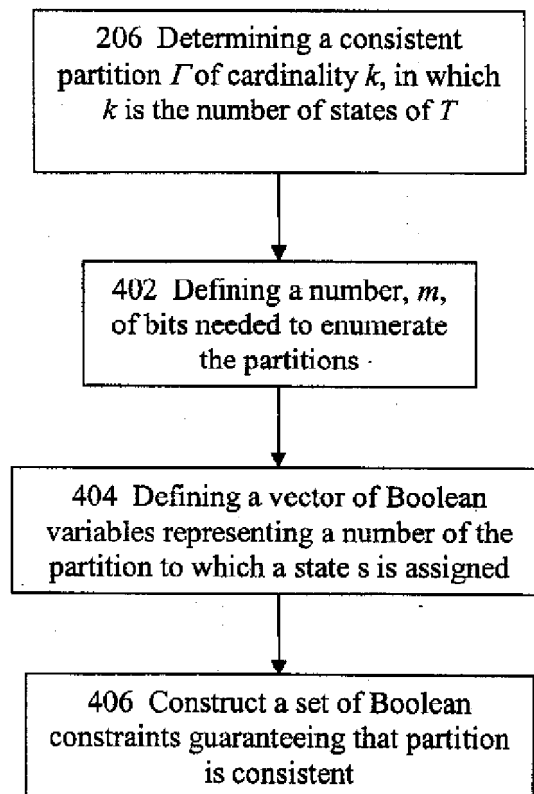 206 Determining a consistent
partition Γ of cardinality k, in which
k is the number of states of T
402 Defining a number, m,
of bits needed to enumerate
the partitions
404 Defining a vector of Boolean
variables representing a number of the
partition to which a state s is assigned
406 Construct a set of Boolean
constraints guaranteeing that partition
is consistent